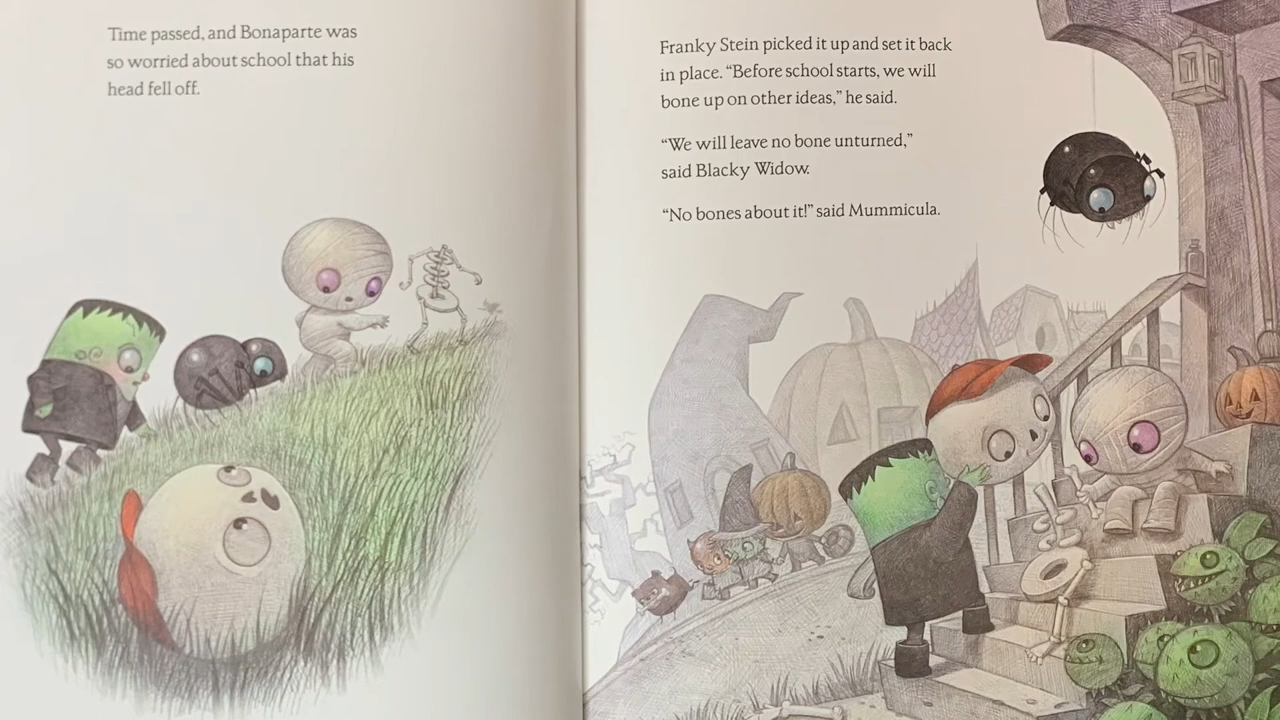 Time passed, and Bonaparte was
so worried about school that his
head fell off.
Franky Stein picked it up and set it back
in place. “Before school starts, we will
bone up on other ideas,” he said.
“We will leave no bone unturned,”
said Blacky Widow.
“No bones about it!” said Mummicula.